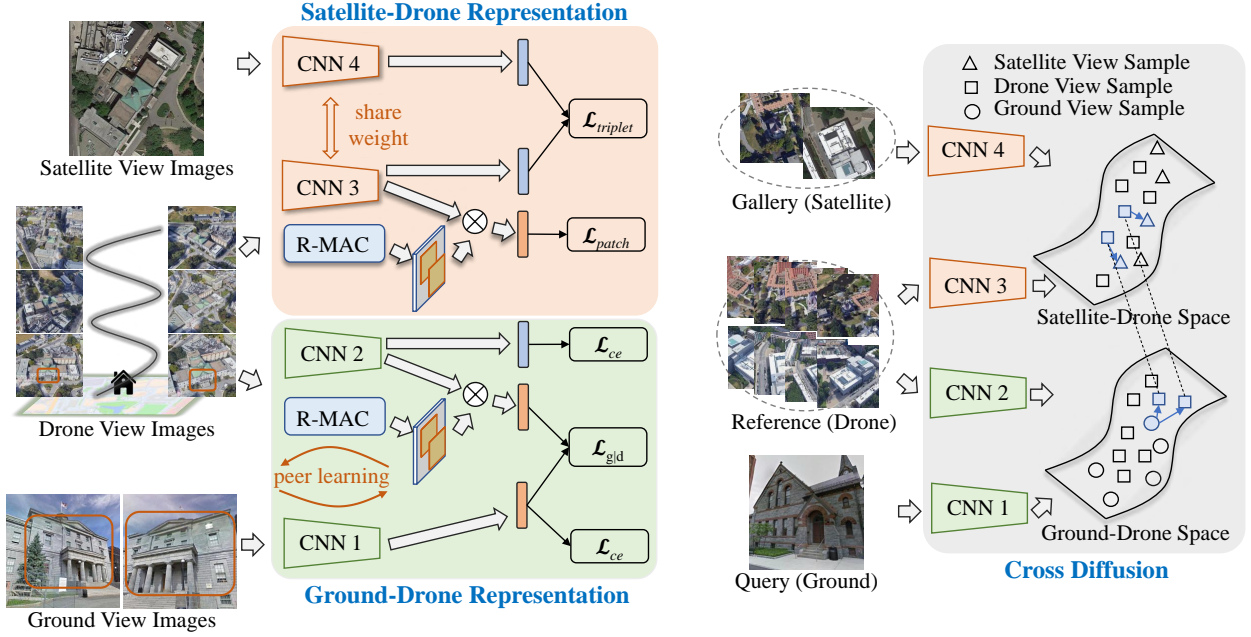 Satellite-Drone Representation
CNN 4
share
weight
CNN 3
R-MAC
ℒtriplet
ℒpatch
Satellite View Images
Drone View Images
CNN 2
R-MAC
peer learning
CNN 1
ℒce
ℒg|d
ℒce
Ground View Images
Ground-Drone Representation
Satellite View Sample
Drone View Sample
Ground View Sample
CNN 4
Gallery (Satellite)
CNN 3
Satellite-Drone Space
Reference (Drone)
CNN 2
CNN 1
Ground-Drone Space
Query (Ground)
Cross Diffusion